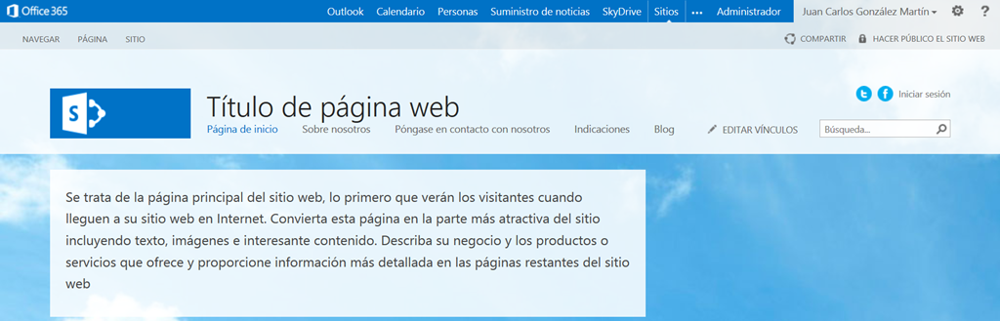 Office 365 Outlook Calendario Personas Suministro de noticias SkyDrive Sitios ••• Administrador Juan Carlos González Martín ?
NAVEGAR PÁGINA SITIO COMPARTIR HACER PÚBLICO EL SITIO WEB
S
Título de página web
Iniciar sesión
Página de inicio Sobre nosotros Póngase en contacto con nosotros Indicaciones Blog EDITAR VÍNCULOS Búsqueda...
Se trata de la página principal del sitio web, lo primero que verán los visitantes cuando
lleguen a su sitio web en Internet. Convierta esta página en la parte más atractiva del sitio
incluyendo texto, imágenes e interesante contenido. Describa su negocio y los productos o
servicios que ofrece y proporcione información más detallada en las páginas restantes del sitio
web